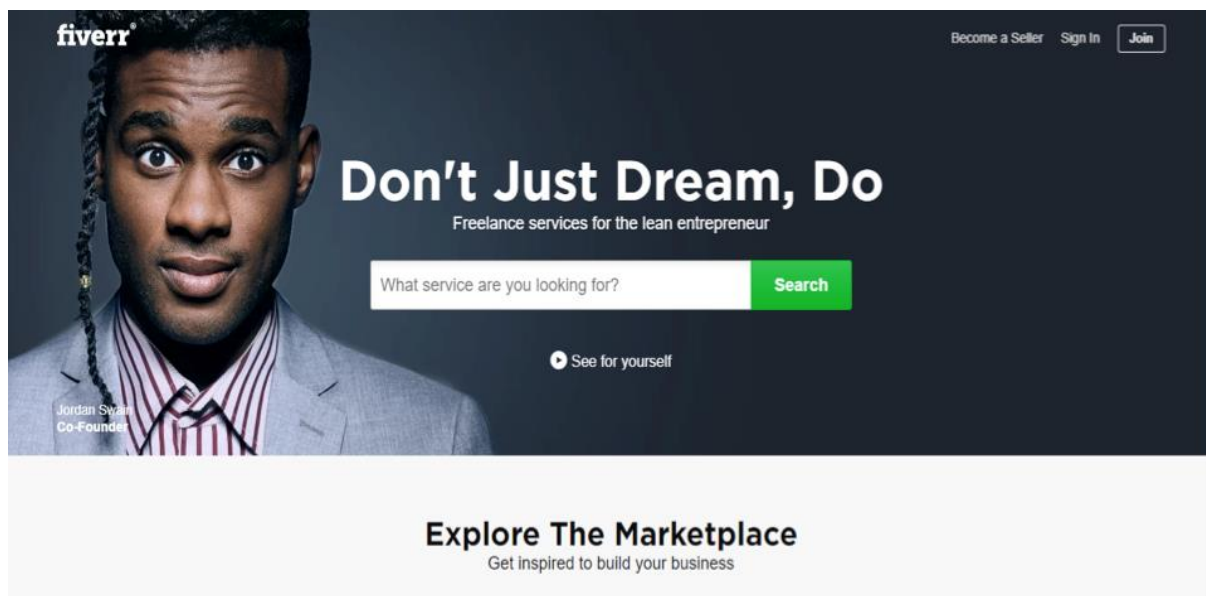 fiverr®
Become a Seller Sign In Join
Don't Just Dream, Do
Freelance services for the lean entrepreneur
What service are you looking for? Search
See for yourself
Jordan Swain
Co-Founder
Explore The Marketplace
Get inspired to build your business